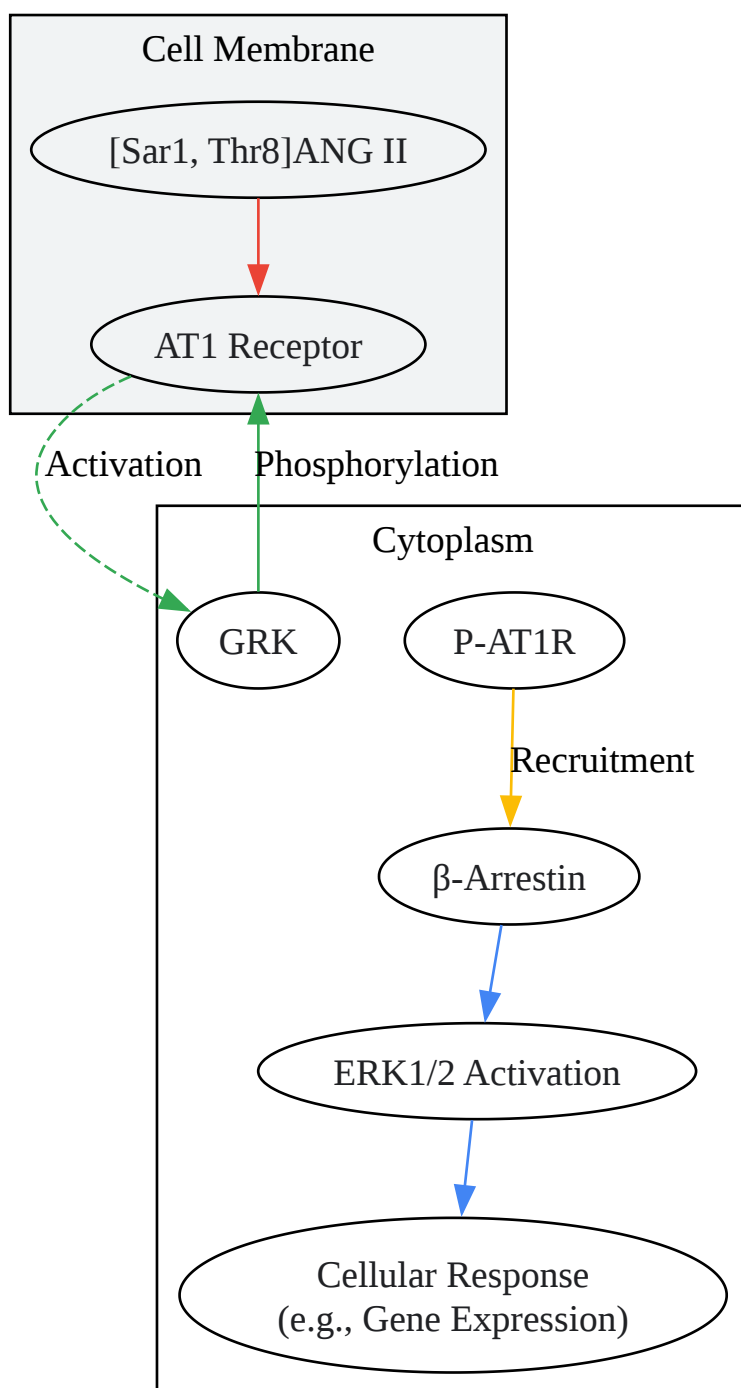 Cell Membrane
[Sar1, Thr8]ANG II
AT1 Receptor
Activation
Phosphorylation
Cytoplasm
GRK
P-AT1R
Recruitment
β-Arrestin
ERK1/2 Activation
Cellular Response
(e.g., Gene Expression)